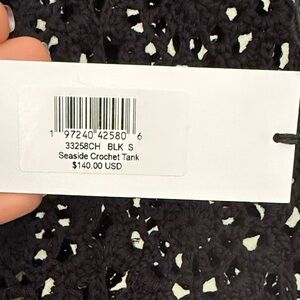 1 97240 42580 6
33258CH BLK S
Seaside Crochet Tank
$140.00 USD